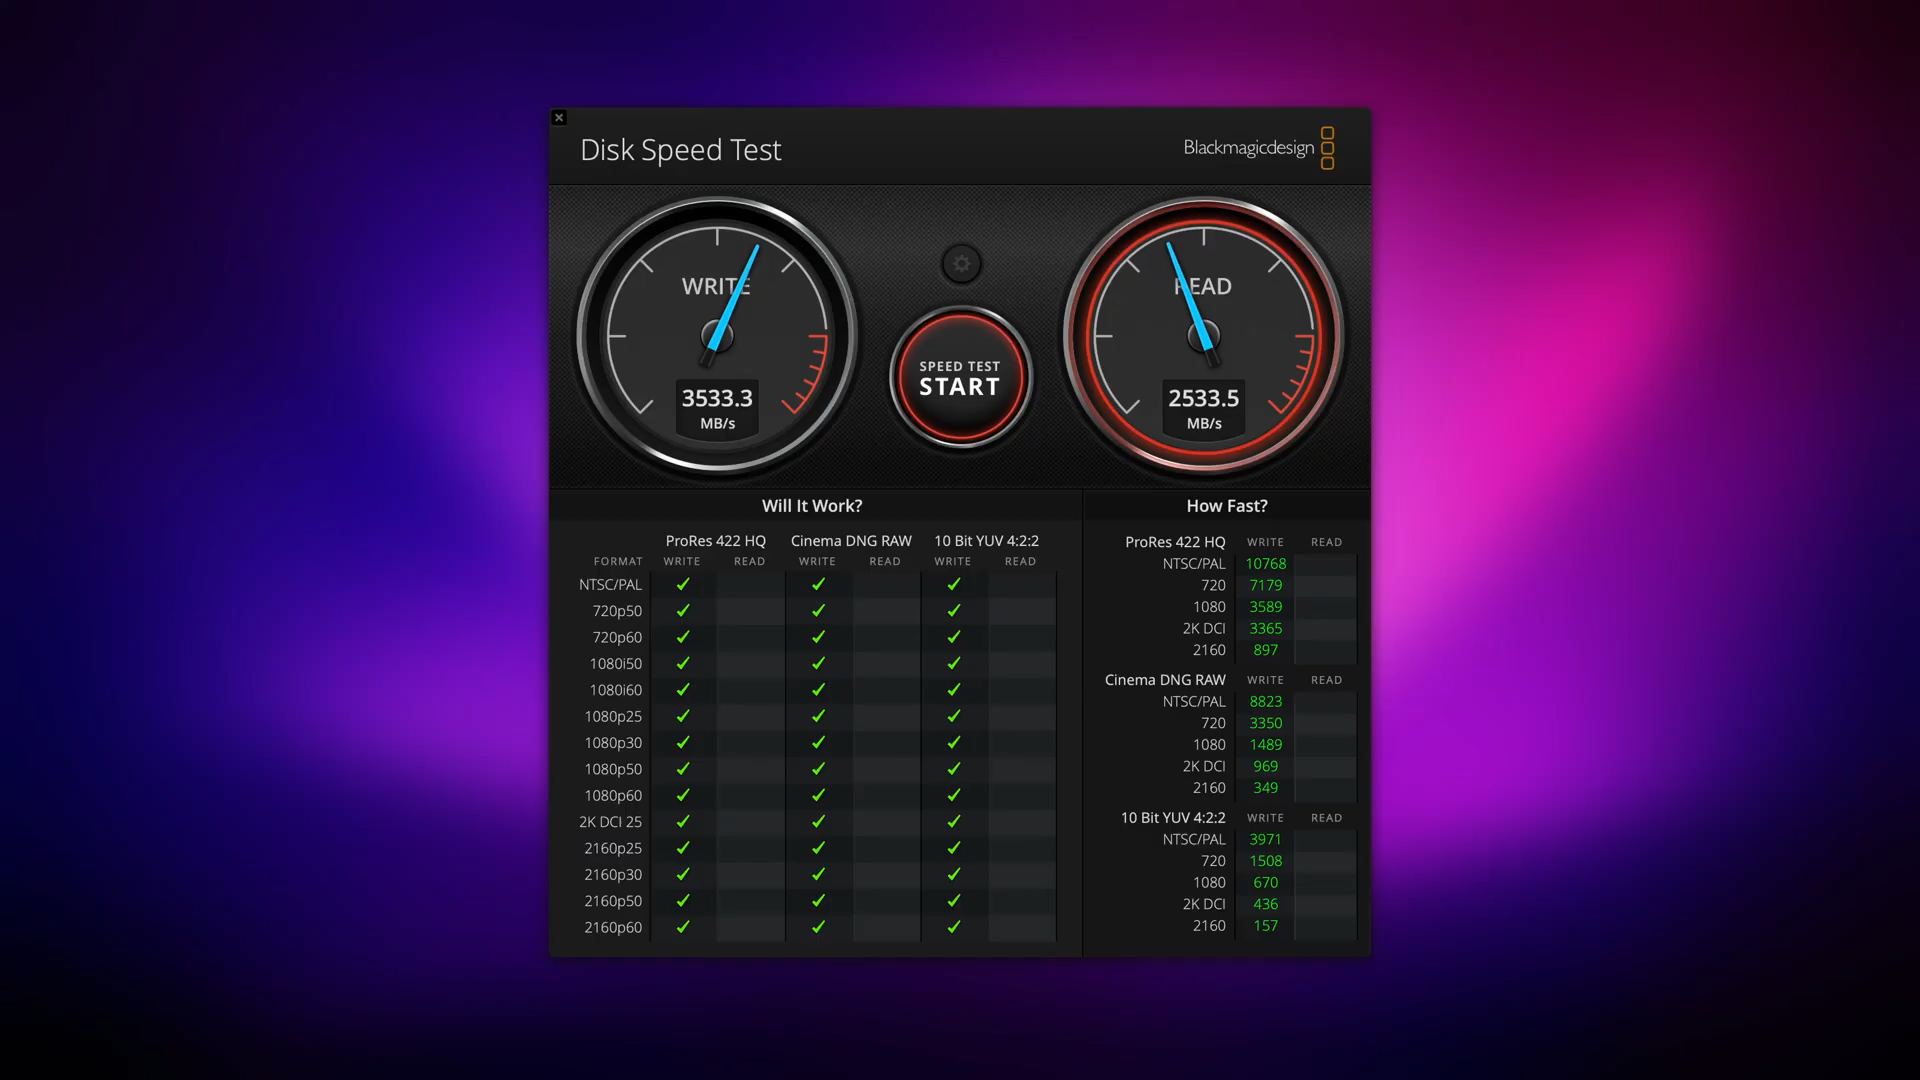 Disk Speed Test
Blackmagicdesign
WRITE
3533.3
MB/s
SPEED TEST
START
READ
2533.5
MB/s
Will It Work?
ProRes 422 HQ Cinema DNG RAW 10 Bit YUV 4:2:2
FORMAT WRITE READ WRITE READ WRITE READ
NTSC/PAL ✓ ✓ ✓
720p50 ✓ ✓ ✓
720p60 ✓ ✓ ✓
1080i50 ✓ ✓ ✓
1080i60 ✓ ✓ ✓
1080p25 ✓ ✓ ✓
1080p30 ✓ ✓ ✓
1080p50 ✓ ✓ ✓
1080p60 ✓ ✓ ✓
2K DCI 25 ✓ ✓ ✓
2160p25 ✓ ✓ ✓
2160p30 ✓ ✓ ✓
2160p50 ✓ ✓ ✓
2160p60 ✓ ✓ ✓
How Fast?
ProRes 422 HQ WRITE READ
NTSC/PAL 10768
720 7179
1080 3589
2K DCI 3365
2160 897
Cinema DNG RAW WRITE READ
NTSC/PAL 8823
720 3350
1080 1489
2K DCI 969
2160 349
10 Bit YUV 4:2:2 WRITE READ
NTSC/PAL 3971
720 1508
1080 670
2K DCI 436
2160 157